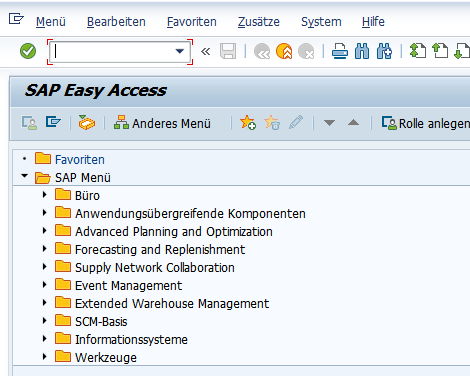 Menü Bearbeiten Favoriten Zusätze System Hilfe
SAP Easy Access
Anderes Menü Rolle anlegen
Favoriten
SAP Menü
Büro
Anwendungsübergreifende Komponenten
Advanced Planning and Optimization
Forecasting and Replenishment
Supply Network Collaboration
Event Management
Extended Warehouse Management
SCM-Basis
Informationssysteme
Werkzeuge